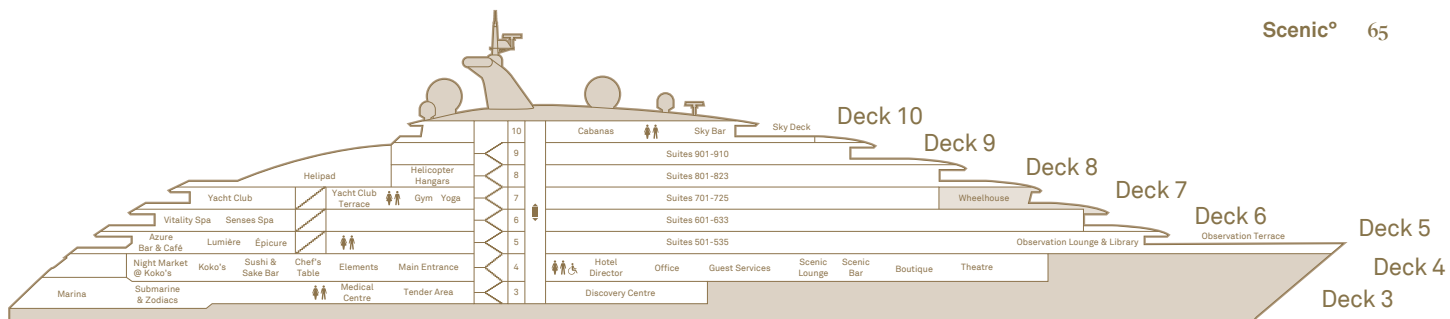 Scenic° 65
Deck 10
Deck 9
Deck 8
Deck 7
Deck 6
Deck 5
Deck 4
Deck 3
10
Cabanas
Sky Bar
Sky Deck
9
Suites 901-910
Helipad
Helicopter
Hangars
8
Suites 801-823
Yacht Club
Yacht Club
Terrace
Gym
Yoga
7
Suites 701-725
Wheelhouse
Vitality Spa
Senses Spa
6
Suites 601-633
Azure
Bar & Café
Lumiére
Épicure
5
Suites 501-535
Observation Lounge & Library
Observation Terrace
Night Market
@ Koko's
Koko's
Sushi &
Sake Bar
Chef's
Table
Elements
Main Entrance
4
Hotel
Director
Office
Guest Services
Scenic
Lounge
Scenic
Bar
Boutique
Theatre
Marina
Submarine
& Zodiacs
Medical
Centre
Tender Area
3
Discovery Centre